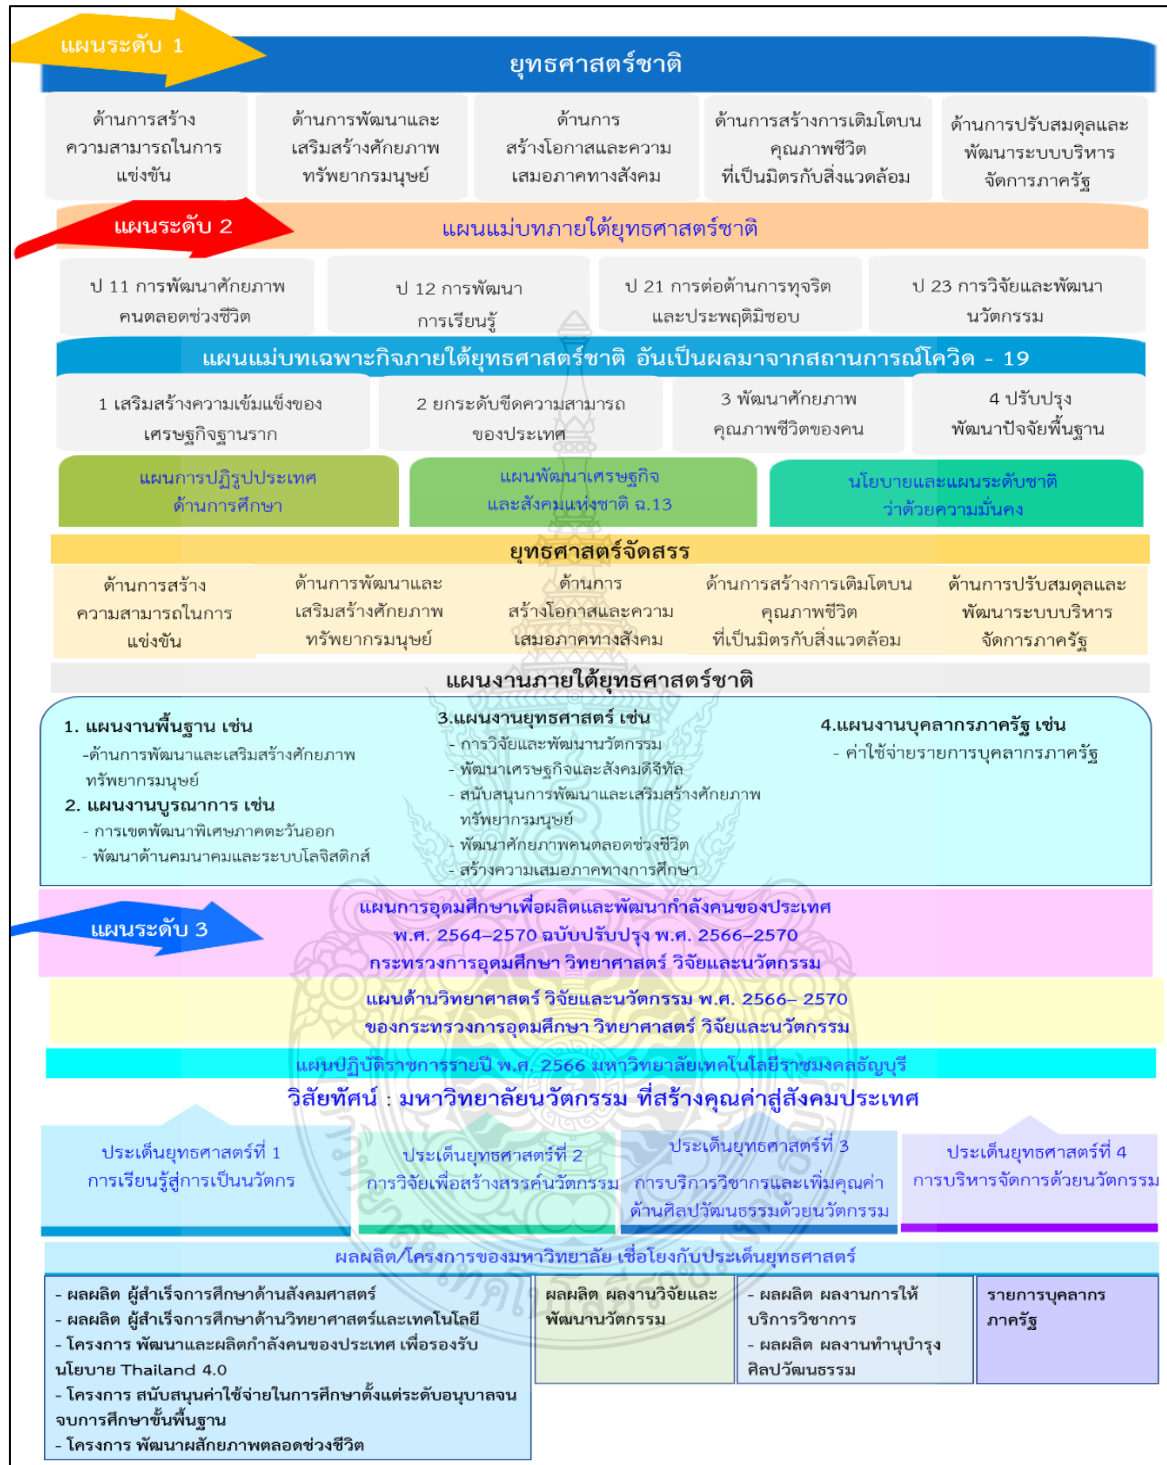 แผนระดับ 1
ยุทธศาสตร์ชาติ
ด้านการสร้าง
ความสามารถในการ
แข่งขัน
ด้านการพัฒนาและ
เสริมสร้างศักยภาพ
ทรัพยากรมนุษย์
ด้านการ
สร้างโอกาสและความ
เสมอภาคทางสังคม
ด้านการสร้างการเติมโตบน
คุณภาพชีวิต
ที่เป็นมิตรกับสิ่งแวดล้อม
ด้านการปรับสมดุลและ
พัฒนาระบบบริหาร
จัดการภาครัฐ
แผนระดับ 2
แผนแม่บทภายใต้ยุทธศาสตร์ชาติ
ป 11 การพัฒนาศักยภาพ
คนตลอดช่วงชีวิต
ป 12 การพัฒนา
การเรียนรู้
ป 21 การต่อต้านการทุจริต
และประพฤติมิชอบ
ป 23 การวิจัยและพัฒนา
นวัตกรรม
แผนแม่บทเฉพาะกิจภายใต้ยุทธศาสตร์ชาติ อันเป็นผลมาจากสถานการณ์โควิด - 19
1 เสริมสร้างความเข้มแข็งของ
เศรษฐกิจฐานราก
2 ยกระดับขีดความสามารถ
ของประเทศ
3 พัฒนาศักยภาพ
คุณภาพชีวิตของคน
4 ปรับปรุง
พัฒนาปัจจัยพื้นฐาน
แผนการปฏิรูปประเทศ
ด้านการศึกษา
แผนพัฒนาเศรษฐกิจ
และสังคมแห่งชาติ ฉ.13
นโยบายและแผนระดับชาติ
ว่าด้วยความมั่นคง
ยุทธศาสตร์จัดสรร
ด้านการสร้าง
ความสามารถในการ
แข่งขัน
ด้านการพัฒนาและ
เสริมสร้างศักยภาพ
ทรัพยากรมนุษย์
ด้านการ
สร้างโอกาสและความ
เสมอภาคทางสังคม
ด้านการสร้างการเติมโตบน
คุณภาพชีวิต
ที่เป็นมิตรกับสิ่งแวดล้อม
ด้านการปรับสมดุลและ
พัฒนาระบบบริหาร
จัดการภาครัฐ
แผนงานภายใต้ยุทธศาสตร์ชาติ
1. แผนงานพื้นฐาน เช่น
-ด้านการพัฒนาและเสริมสร้างศักยภาพ
ทรัพยากรมนุษย์
2. แผนงานบูรณาการ เช่น
- การเขตพัฒนาพิเศษภาคตะวันออก
- พัฒนาด้านคมนาคมและระบบโลจิสติกส์
3.แผนงานยุทธศาสตร์ เช่น
- การวิจัยและพัฒนานวัตกรรม
- พัฒนาเศรษฐกิจและสังคมดิจิทัล
- สนับสนุนการพัฒนาและเสริมสร้างศักยภาพ
ทรัพยากรมนุษย์
- พัฒนาศักยภาพคนตลอดช่วงชีวิต
- สร้างความเสมอภาคทางการศึกษา
4.แผนงานบุคลากรภาครัฐ เช่น
- ค่าใช้จ่ายรายการบุคลากรภาครัฐ
แผนระดับ 3
แผนการอุดมศึกษาเพื่อผลิตและพัฒนากำลังคนของประเทศ
พ.ศ. 2564–2570 ฉบับปรับปรุง พ.ศ. 2566–2570
กระทรวงการอุดมศึกษา วิทยาศาสตร์ วิจัยและนวัตกรรม
แผนด้านวิทยาศาสตร์ วิจัยและนวัตกรรม พ.ศ. 2566– 2570
ของกระทรวงการอุดมศึกษา วิทยาศาสตร์ วิจัยและนวัตกรรม
แผนปฏิบัติราชการรายปี พ.ศ. 2566 มหาวิทยาลัยเทคโนโลยีราชมงคลธัญบุรี
วิสัยทัศน์ : มหาวิทยาลัยนวัตกรรม ที่สร้างคุณค่าสู่สังคมประเทศ
ประเด็นยุทธศาสตร์ที่ 1
การเรียนรู้สู่การเป็นนวัตกร
ประเด็นยุทธศาสตร์ที่ 2
การวิจัยเพื่อสร้างสรรค์นวัตกรรม
ประเด็นยุทธศาสตร์ที่ 3
การบริการวิชาการและเพิ่มคุณค่า
ด้านศิลปวัฒนธรรมด้วยนวัตกรรม
ประเด็นยุทธศาสตร์ที่ 4
การบริหารจัดการด้วยนวัตกรรม
ผลผลิต/โครงการของมหาวิทยาลัย เชื่อโยงกับประเด็นยุทธศาสตร์
- ผลผลิต ผู้สำเร็จการศึกษาด้านสังคมศาสตร์
- ผลผลิต ผู้สำเร็จการศึกษาด้านวิทยาศาสตร์และเทคโนโลยี
- โครงการ พัฒนาและผลิตกำลังคนของประเทศ เพื่อรองรับ
นโยบาย Thailand 4.0
- โครงการ สนับสนุนค่าใช้จ่ายในการศึกษาตั้งแต่ระดับอนุบาลจน
จบการศึกษาขั้นพื้นฐาน
- โครงการ พัฒนาผสักยภาพตลอดช่วงชีวิต
ผลผลิต ผลงานวิจัยและ
พัฒนานวัตกรรม
- ผลผลิต ผลงานการให้
บริการวิชาการ
- ผลผลิต ผลงานทำนุบำรุง
ศิลปวัฒนธรรม
รายการบุคลากร
ภาครัฐ